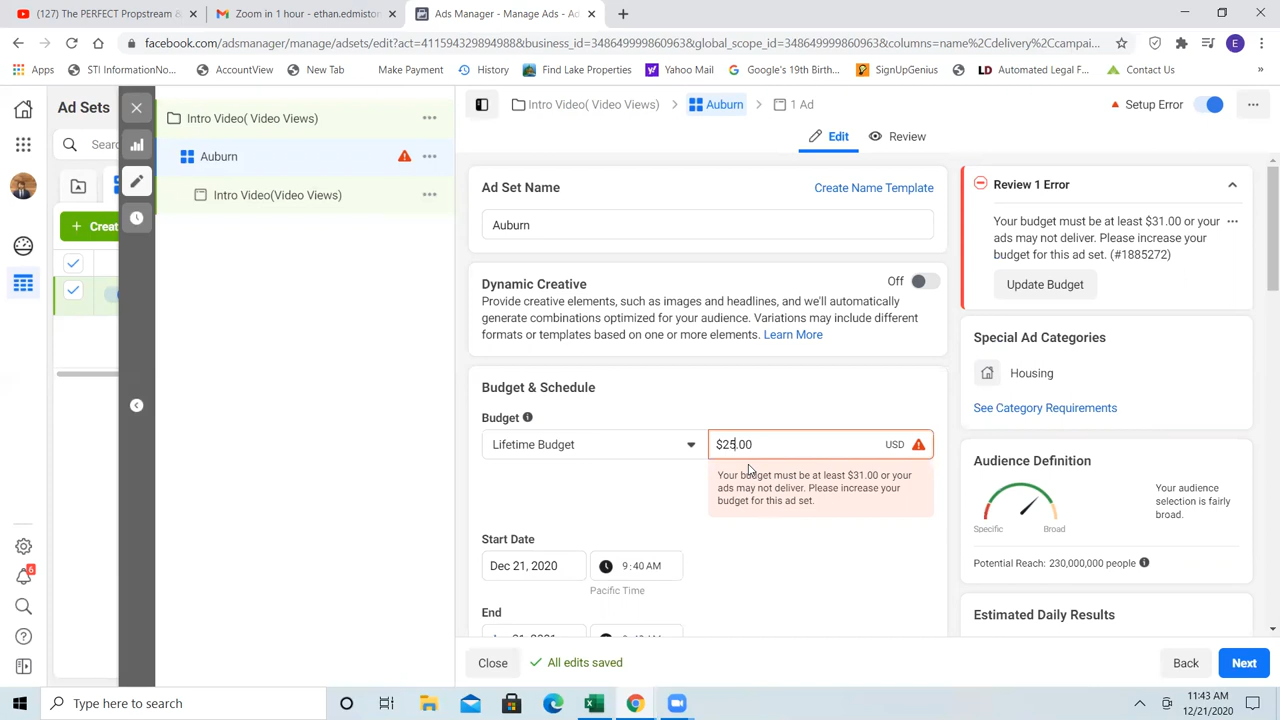 (127) The PERFECT Propstream &
Zoom in 1 hour - ethan.edmiston
Ads Manager - Manage Ads - Ad
facebook.com/adsmanager/manage/adsets/edit?act=411594329894988&business_id=348649999860963&global_scope_id=348649999860963&columns=name%2Cdelivery%2Ccampai...
E
Apps
STI InformationNo...
AccountView
New Tab
Make Payment
History
Find Lake Properties
Yahoo Mail
Google's 19th Birth...
SignUpGenius
LD Automated Legal F...
Contact Us
»
Ad Sets
Searc
+ Creat
Intro Video( Video Views)
Auburn
Intro Video(Video Views)
Intro Video( Video Views) > Auburn > 1 Ad
Setup Error
Edit
Review
Ad Set Name
Create Name Template
Auburn
Dynamic Creative
Off
Provide creative elements, such as images and headlines, and we'll automatically
generate combinations optimized for your audience. Variations may include different
formats or templates based on one or more elements. Learn More
Budget & Schedule
Budget
Lifetime Budget
$25.00
USD
Your budget must be at least $31.00 or your
ads may not deliver. Please increase your
budget for this ad set.
Start Date
Dec 21, 2020
9:40 AM
Pacific Time
End
Review 1 Error
Your budget must be at least $31.00 or your
ads may not deliver. Please increase your
budget for this ad set. (#1885272)
Update Budget
Special Ad Categories
Housing
See Category Requirements
Audience Definition
Your audience
selection is fairly
broad.
Specific
Broad
Potential Reach: 230,000,000 people
Estimated Daily Results
6
Close
All edits saved
Back
Next
Type here to search
11:43 AM
12/21/2020